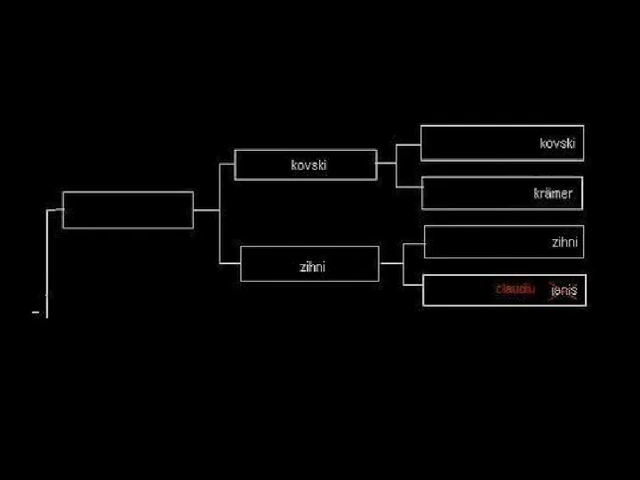 kovski
kovski
krämer
zihni
zihni
claudiu janis